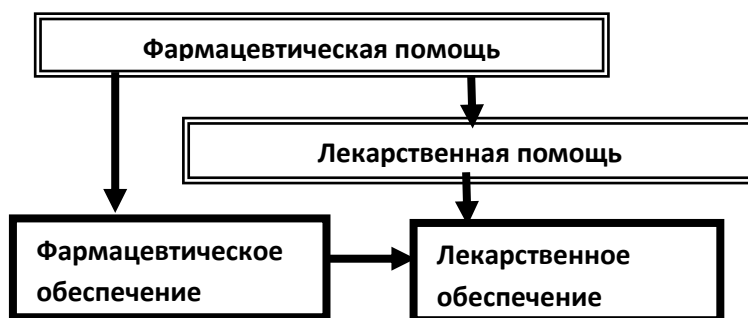 Фармацевтическая помощь
Лекарственная помощь
Фармацевтическое
обеспечение
Лекарственное
обеспечение